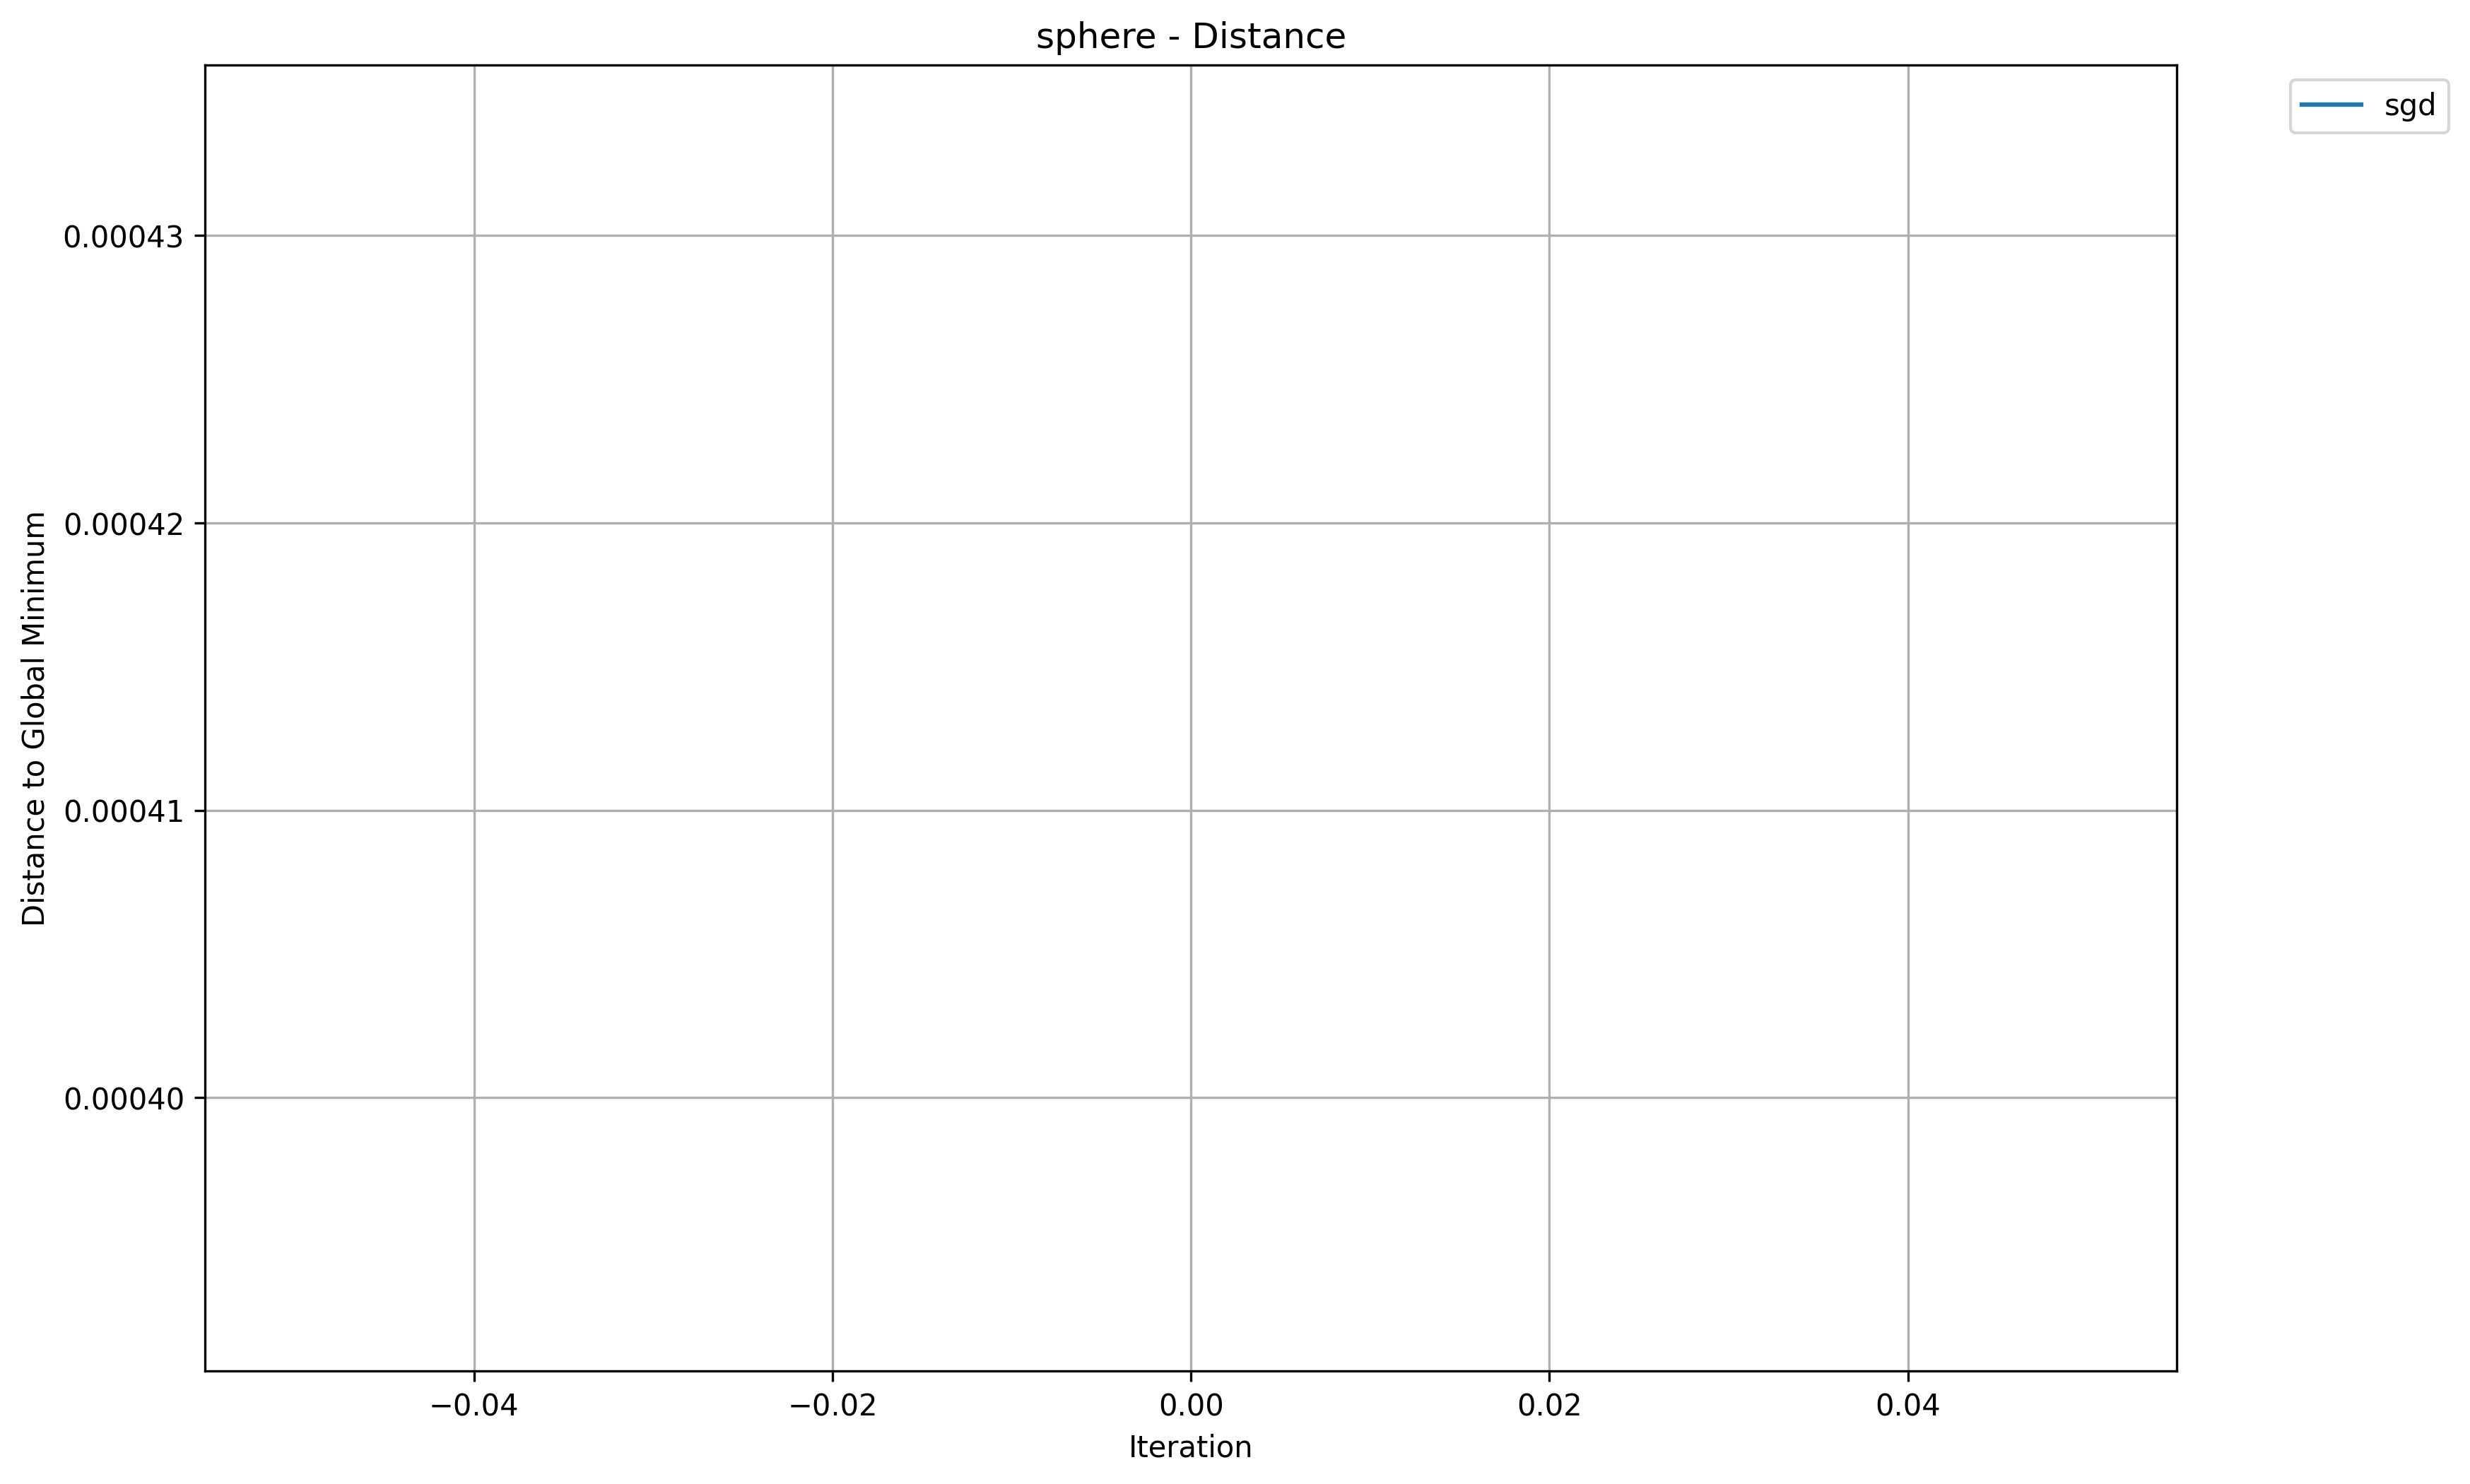 sphere - Distance
sgd
Distance to Global Minimum
0.00043
0.00042
0.00041
0.00040
−0.04
−0.02
0.00
0.02
0.04
Iteration